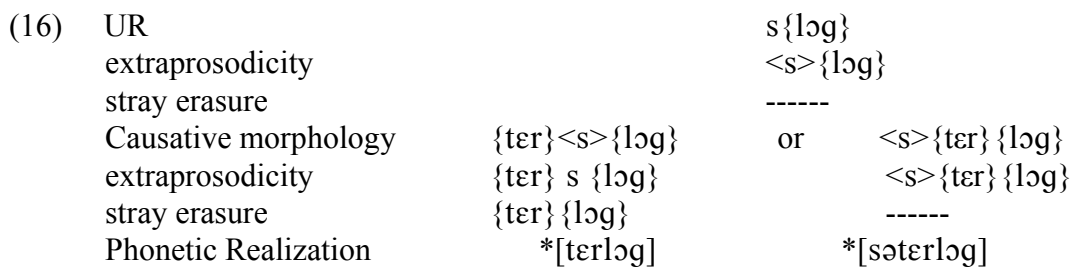 (16) UR s{lɔg}
extraprosodicity <s>{lɔg}
stray erasure ------
Causative morphology {tɛr}<s>{lɔg} or <s>{tɛr}{lɔg}
extraprosodicity {tɛr} s {lɔg} <s>{tɛr}{lɔg}
stray erasure {tɛr}{lɔg} ------
Phonetic Realization *[tɛrlɔg] *[sətɛrlɔg]